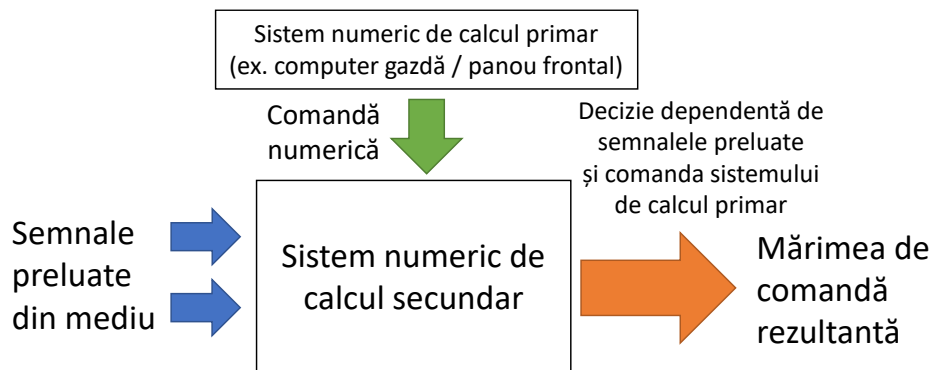 Sistem numeric de calcul primar
(ex. computer gazdă / panou frontal)
Comandă
numerică
Decizie dependentă de
semnalele preluate
și comanda sistemului
de calcul primar
Semnale
preluate
din mediu
Sistem numeric de
calcul secundar
Mărimea de
comandă
rezultantă